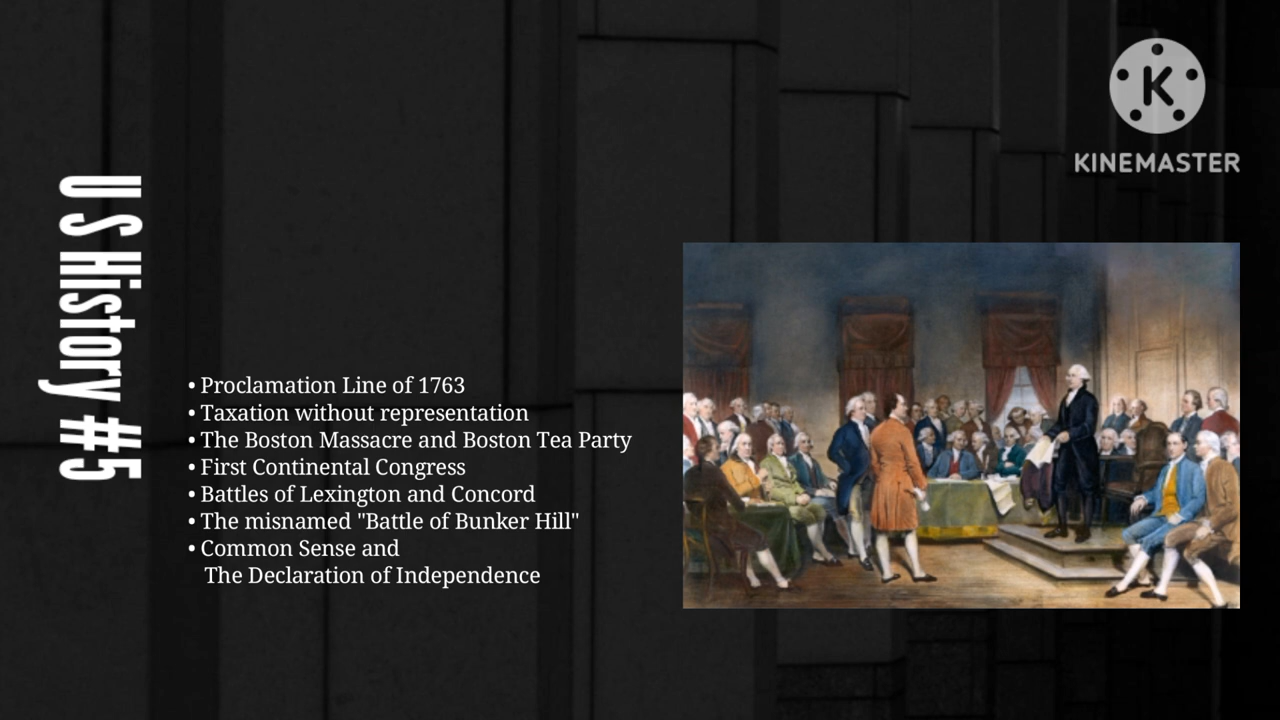 U S History #5
• Proclamation Line of 1763
• Taxation without representation
• The Boston Massacre and Boston Tea Party
• First Continental Congress
• Battles of Lexington and Concord
• The misnamed "Battle of Bunker Hill"
• Common Sense and
The Declaration of Independence
K
KINEMASTER